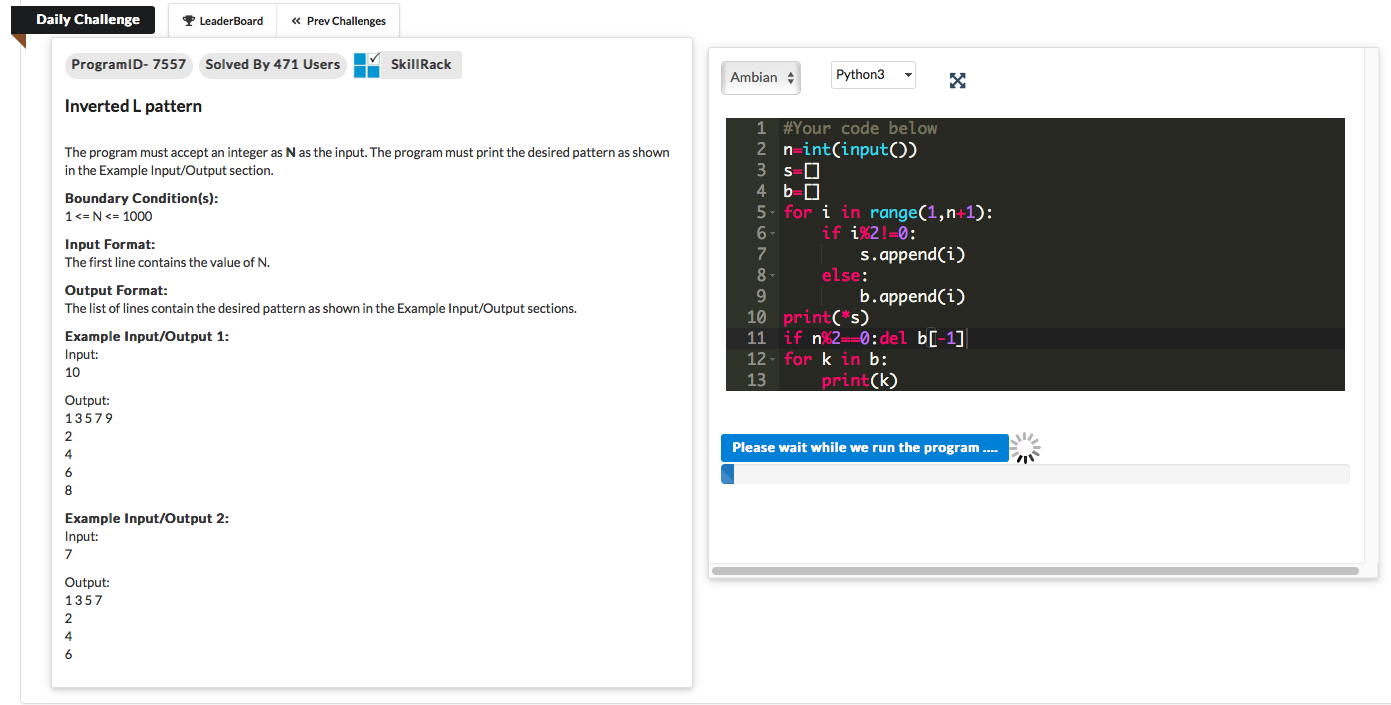 Daily Challenge
LeaderBoard
Prev Challenges
ProgramID- 7557
Solved By 471 Users
SkillRack
Inverted L pattern
The program must accept an integer as N as the input. The program must print the desired pattern as shown
in the Example Input/Output section.
Boundary Condition(s):
1 <= N <= 1000
Input Format:
The first line contains the value of N.
Output Format:
The list of lines contain the desired pattern as shown in the Example Input/Output sections.
Example Input/Output 1:
Input:
10
Output:
1 3 5 7 9
2
4
6
8
Example Input/Output 2:
Input:
7
Output:
1 3 5 7
2
4
6
Ambian
Python3
1 #Your code below
2 n=int(input())
3 s=[]
4 b=[]
5 for i in range(1,n+1):
6 if i%2!=0:
7 s.append(i)
8 else:
9 b.append(i)
10 print(*s)
11 if n%2==0:del b[-1]
12 for k in b:
13 print(k)
Please wait while we run the program ....